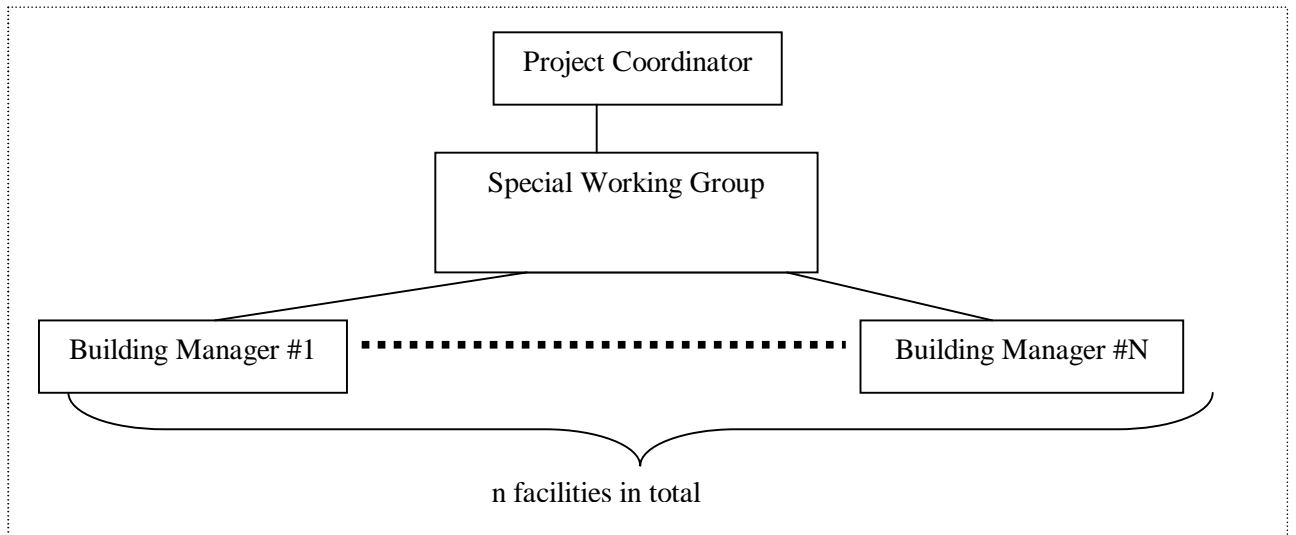 Project Coordinator
Special Working Group
Building Manager #1
Building Manager #N
n facilities in total